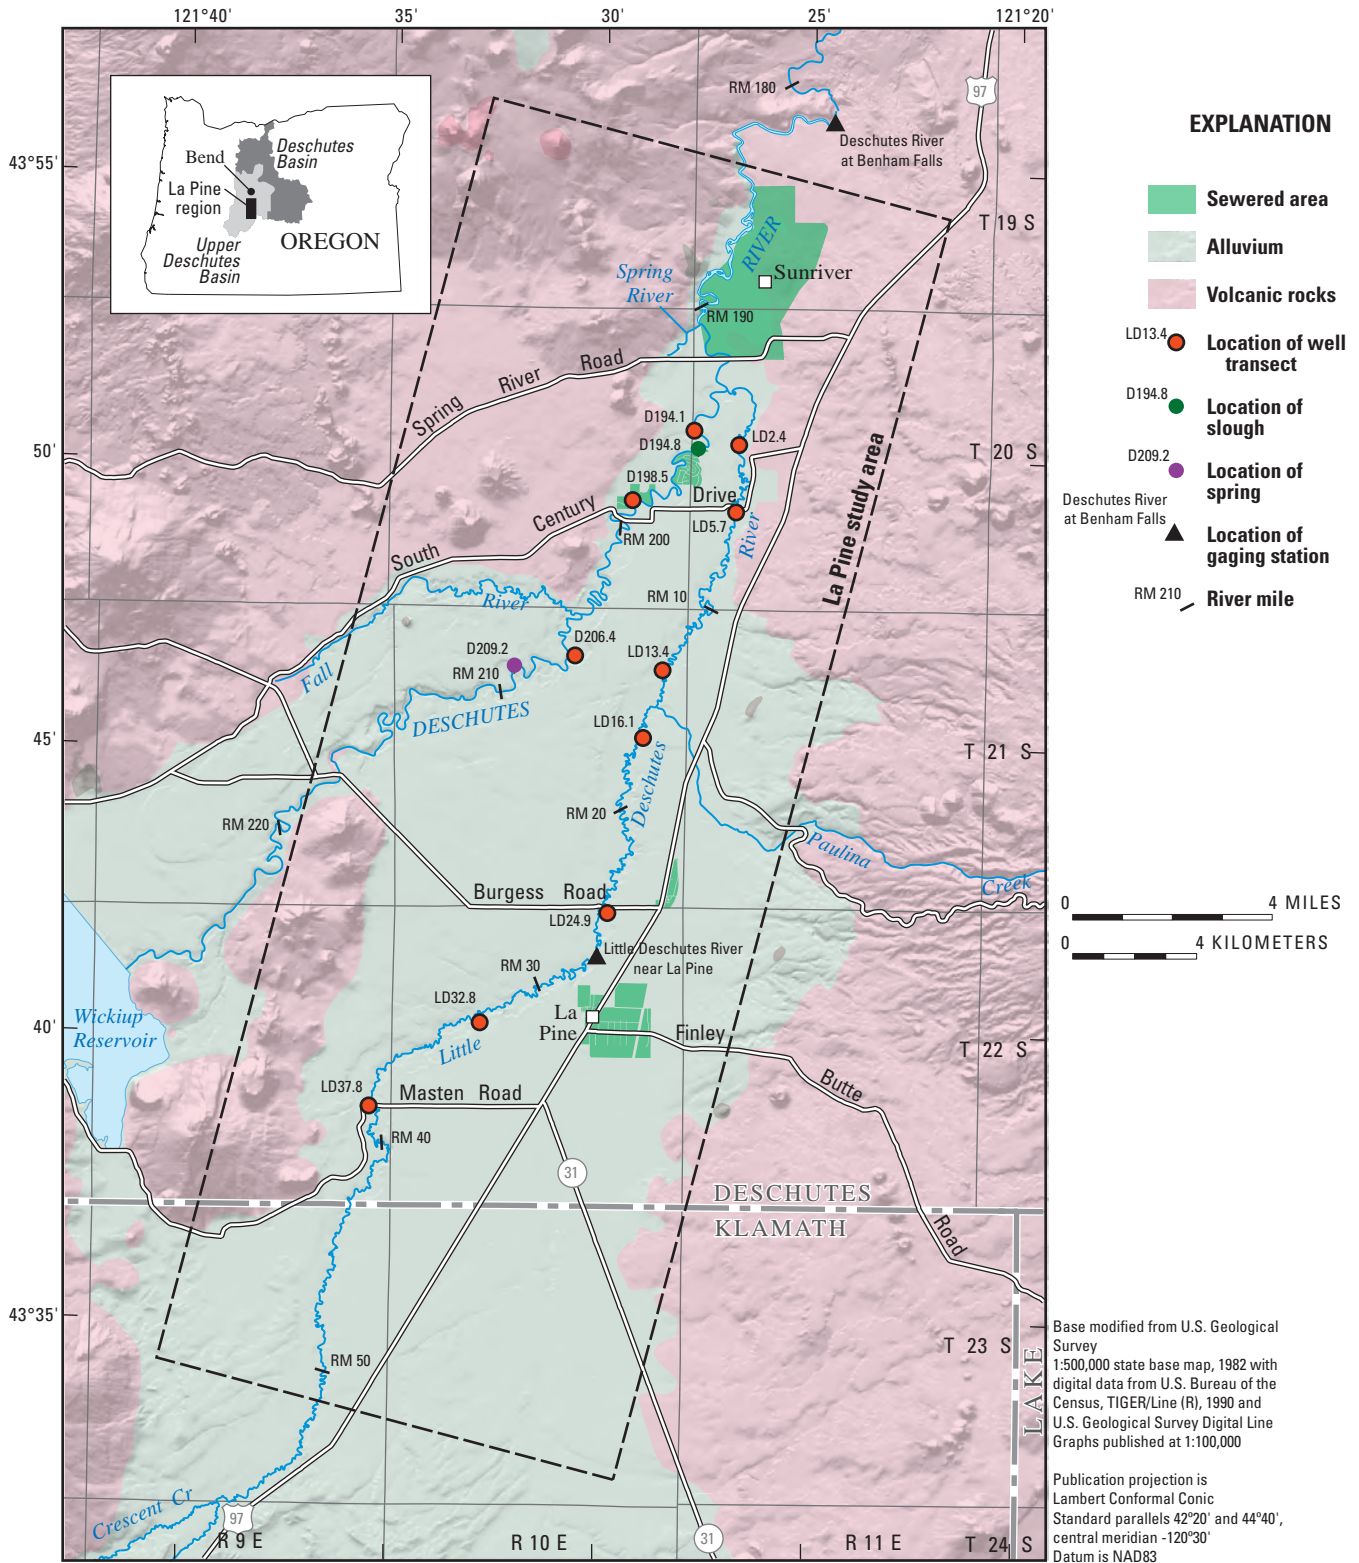 121°40'
35'
30'
25'
121°20'
43°55'
50'
45'
40'
43°35'
Deschutes
Basin
Bend
La Pine
region
Upper
Deschutes
Basin
OREGON
RM 180
97
Deschutes River
at Benham Falls
T 19 S
RIVER
Sunriver
Spring
River
RM 190
Spring River Road
D194.1
LD2.4
D194.8
T 20 S
D198.5
Century Drive
LD5.7
RM 200
River
South
La Pine study area
River
RM 10
D206.4
D209.2
LD13.4
Fall
RM 210
DESCHUTES
LD16.1
T 21 S
Deschutes
RM 20
RM 220
Paulina
Creek
Burgess Road
LD24.9
Little Deschutes River
near La Pine
RM 30
LD32.8
La
Pine
Finley
Wickiup
Reservoir
Little
T 22 S
Butte
LD37.8
Masten Road
RM 40
31
DESCHUTES
KLAMATH
Road
T 23 S
LAKE
RM 50
Crescent Cr
97
R 9 E
R 10 E
31
R 11 E
T 24 S
EXPLANATION
Sewered area
Alluvium
Volcanic rocks
LD13.4
Location of well
transect
D194.8
Location of
slough
D209.2
Location of
spring
Deschutes River
at Benham Falls
Location of
gaging station
RM 210
River mile
0 4 MILES
0 4 KILOMETERS
Base modified from U.S. Geological
Survey
1:500,000 state base map, 1982 with
digital data from U.S. Bureau of the
Census, TIGER/Line (R), 1990 and
U.S. Geological Survey Digital Line
Graphs published at 1:100,000
Publication projection is
Lambert Conformal Conic
Standard parallels 42°20' and 44°40',
central meridian -120°30'
Datum is NAD83